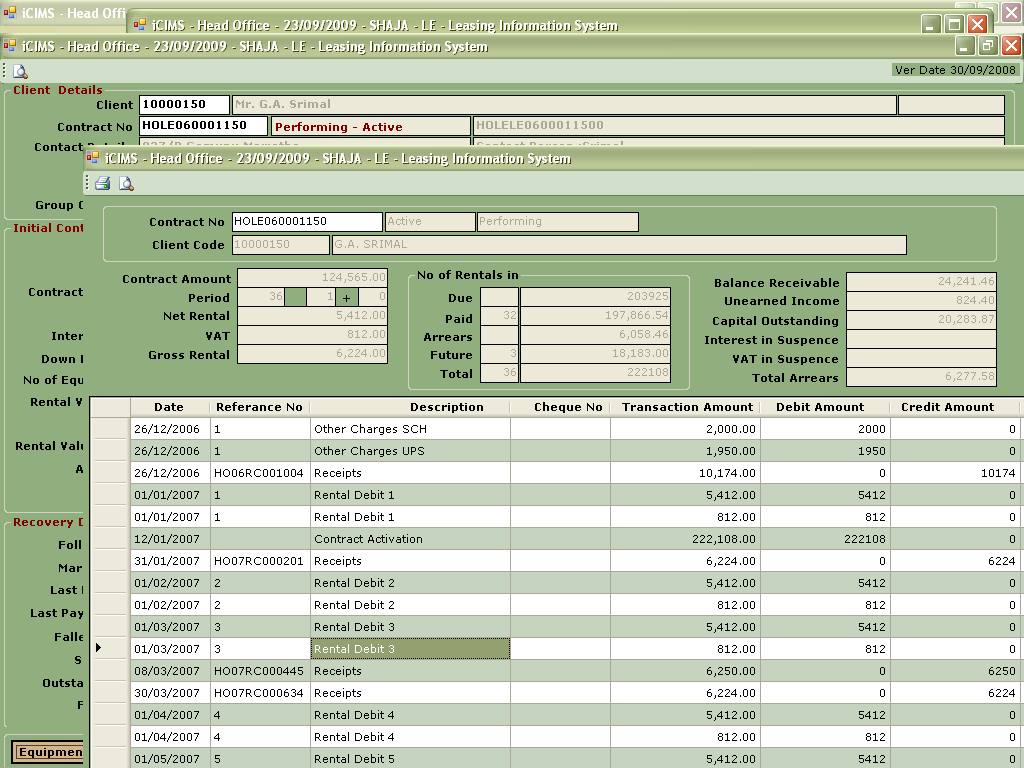 iCIMS - Head Offi
iCIMS - Head Office - 23/09/2009 - SHAJA - LE - Leasing Information System
iCIMS - Head Office - 23/09/2009 - SHAJA - LE - Leasing Information System
Ver Date 30/09/2008
Client Details
Client 10000150 Mr. G.A. Srimal
Contract No HOLE060001150 Performing - Active HOLELE0600011500
iCIMS - Head Office - 23/09/2009 - SHAJA - LE - Leasing Information System
Group C
Contract No HOLE060001150 Active Performing
Initial Cont
Client Code 10000150 G.A. SRIMAL
Contract Amount 124,565.00 No of Rentals in Balance Receivable 24,241.46
Contract
Period 36 1 + 0 Due 203925 Unearned Income 824.40
Net Rental 5,412.00 Paid 32 197,866.54 Capital Outstanding 20,283.87
Inter
VAT 812.00 Arrears 6,058.46 Interest in Suspence
Down
Gross Rental 6,224.00 Future 3 18,183.00 VAT in Suspence
No of Equ
Total 36 222108 Total Arrears 6,277.58
Rental V
Date Referance No Description Cheque No Transaction Amount Debit Amount Credit Amount
26/12/2006 1 Other Charges SCH 2,000.00 2000 0
Rental Valu
26/12/2006 1 Other Charges UPS 1,950.00 1950 0
A
26/12/2006 HO06RC001004 Receipts 10,174.00 0 10174
01/01/2007 1 Rental Debit 1 5,412.00 5412 0
Recovery D
01/01/2007 1 Rental Debit 1 812.00 812 0
Foll
12/01/2007 Contract Activation 222,108.00 222108 0
Mar
31/01/2007 HO07RC000201 Receipts 6,224.00 0 6224
Last
01/02/2007 2 Rental Debit 2 5,412.00 5412 0
Last Pay
01/02/2007 2 Rental Debit 2 812.00 812 0
Falle
01/03/2007 3 Rental Debit 3 5,412.00 5412 0
01/03/2007 3 Rental Debit 3 812.00 812 0
S
08/03/2007 HO07RC000445 Receipts 6,250.00 0 6250
Outsta
30/03/2007 HO07RC000634 Receipts 6,224.00 0 6224
F
01/04/2007 4 Rental Debit 4 5,412.00 5412 0
01/04/2007 4 Rental Debit 4 812.00 812 0
Equipmen
01/05/2007 5 Rental Debit 5 5,412.00 5412 0